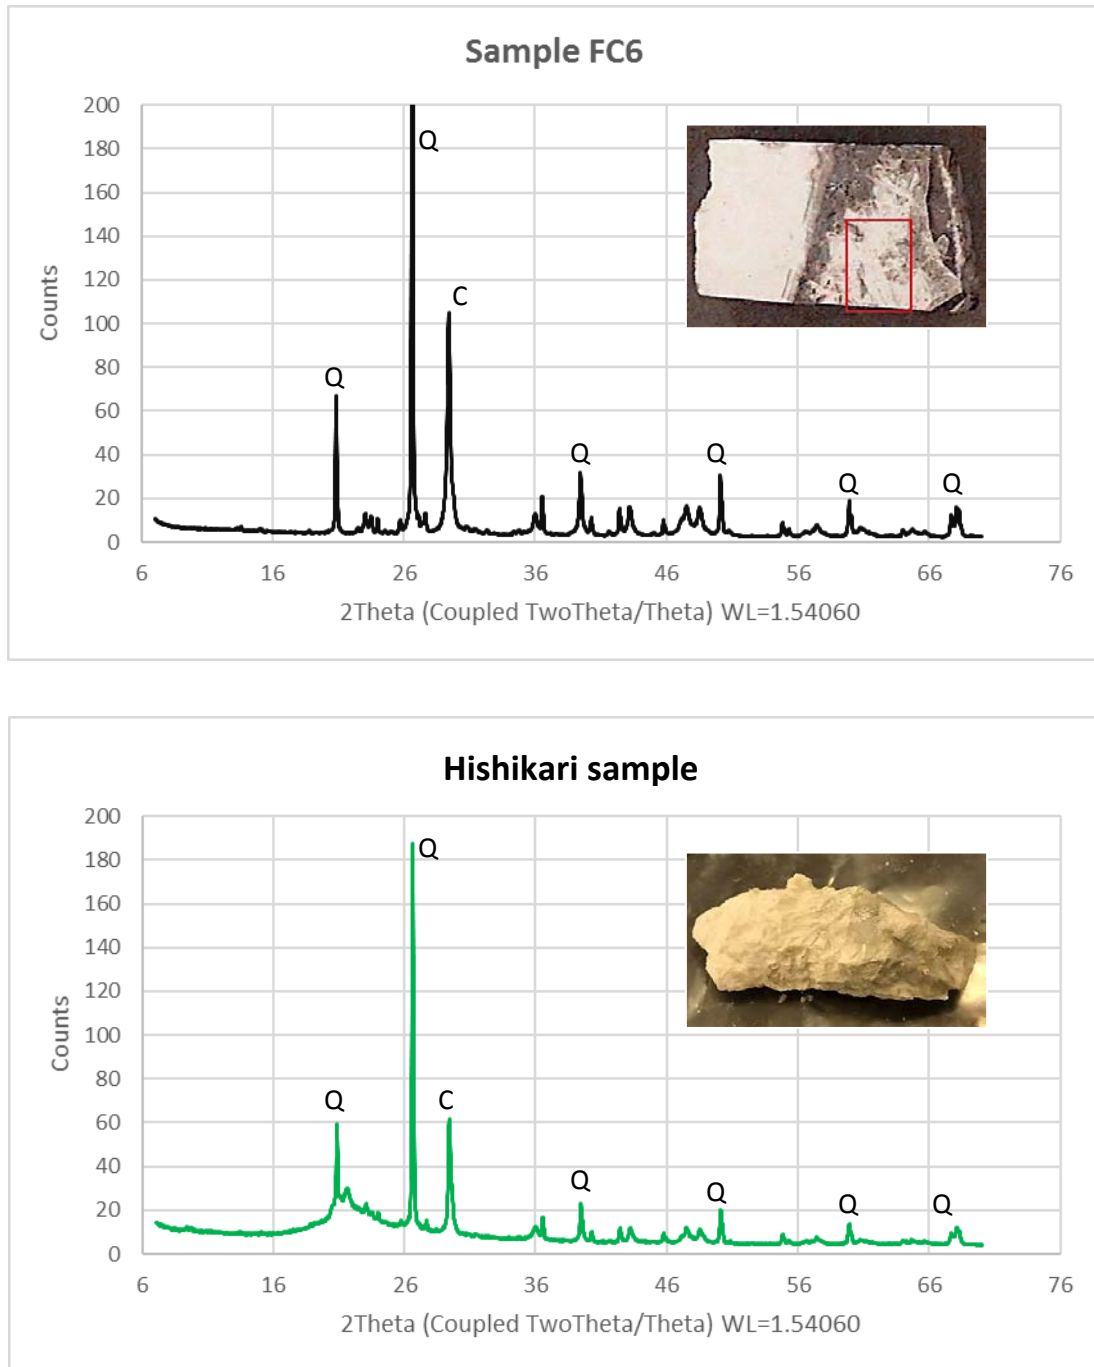 Sample FC6
200
180
160
140
120
100
80
60
40
20
0
Counts
Q
Q
C
Q
Q
Q
Q
6 16 26 36 46 56 66 76
2Theta (Coupled TwoTheta/Theta) WL=1.54060
Hishikari sample
200
180
160
140
120
100
80
60
40
20
0
Counts
Q
Q
C
Q
Q
Q
Q
6 16 26 36 46 56 66 76
2Theta (Coupled TwoTheta/Theta) WL=1.54060